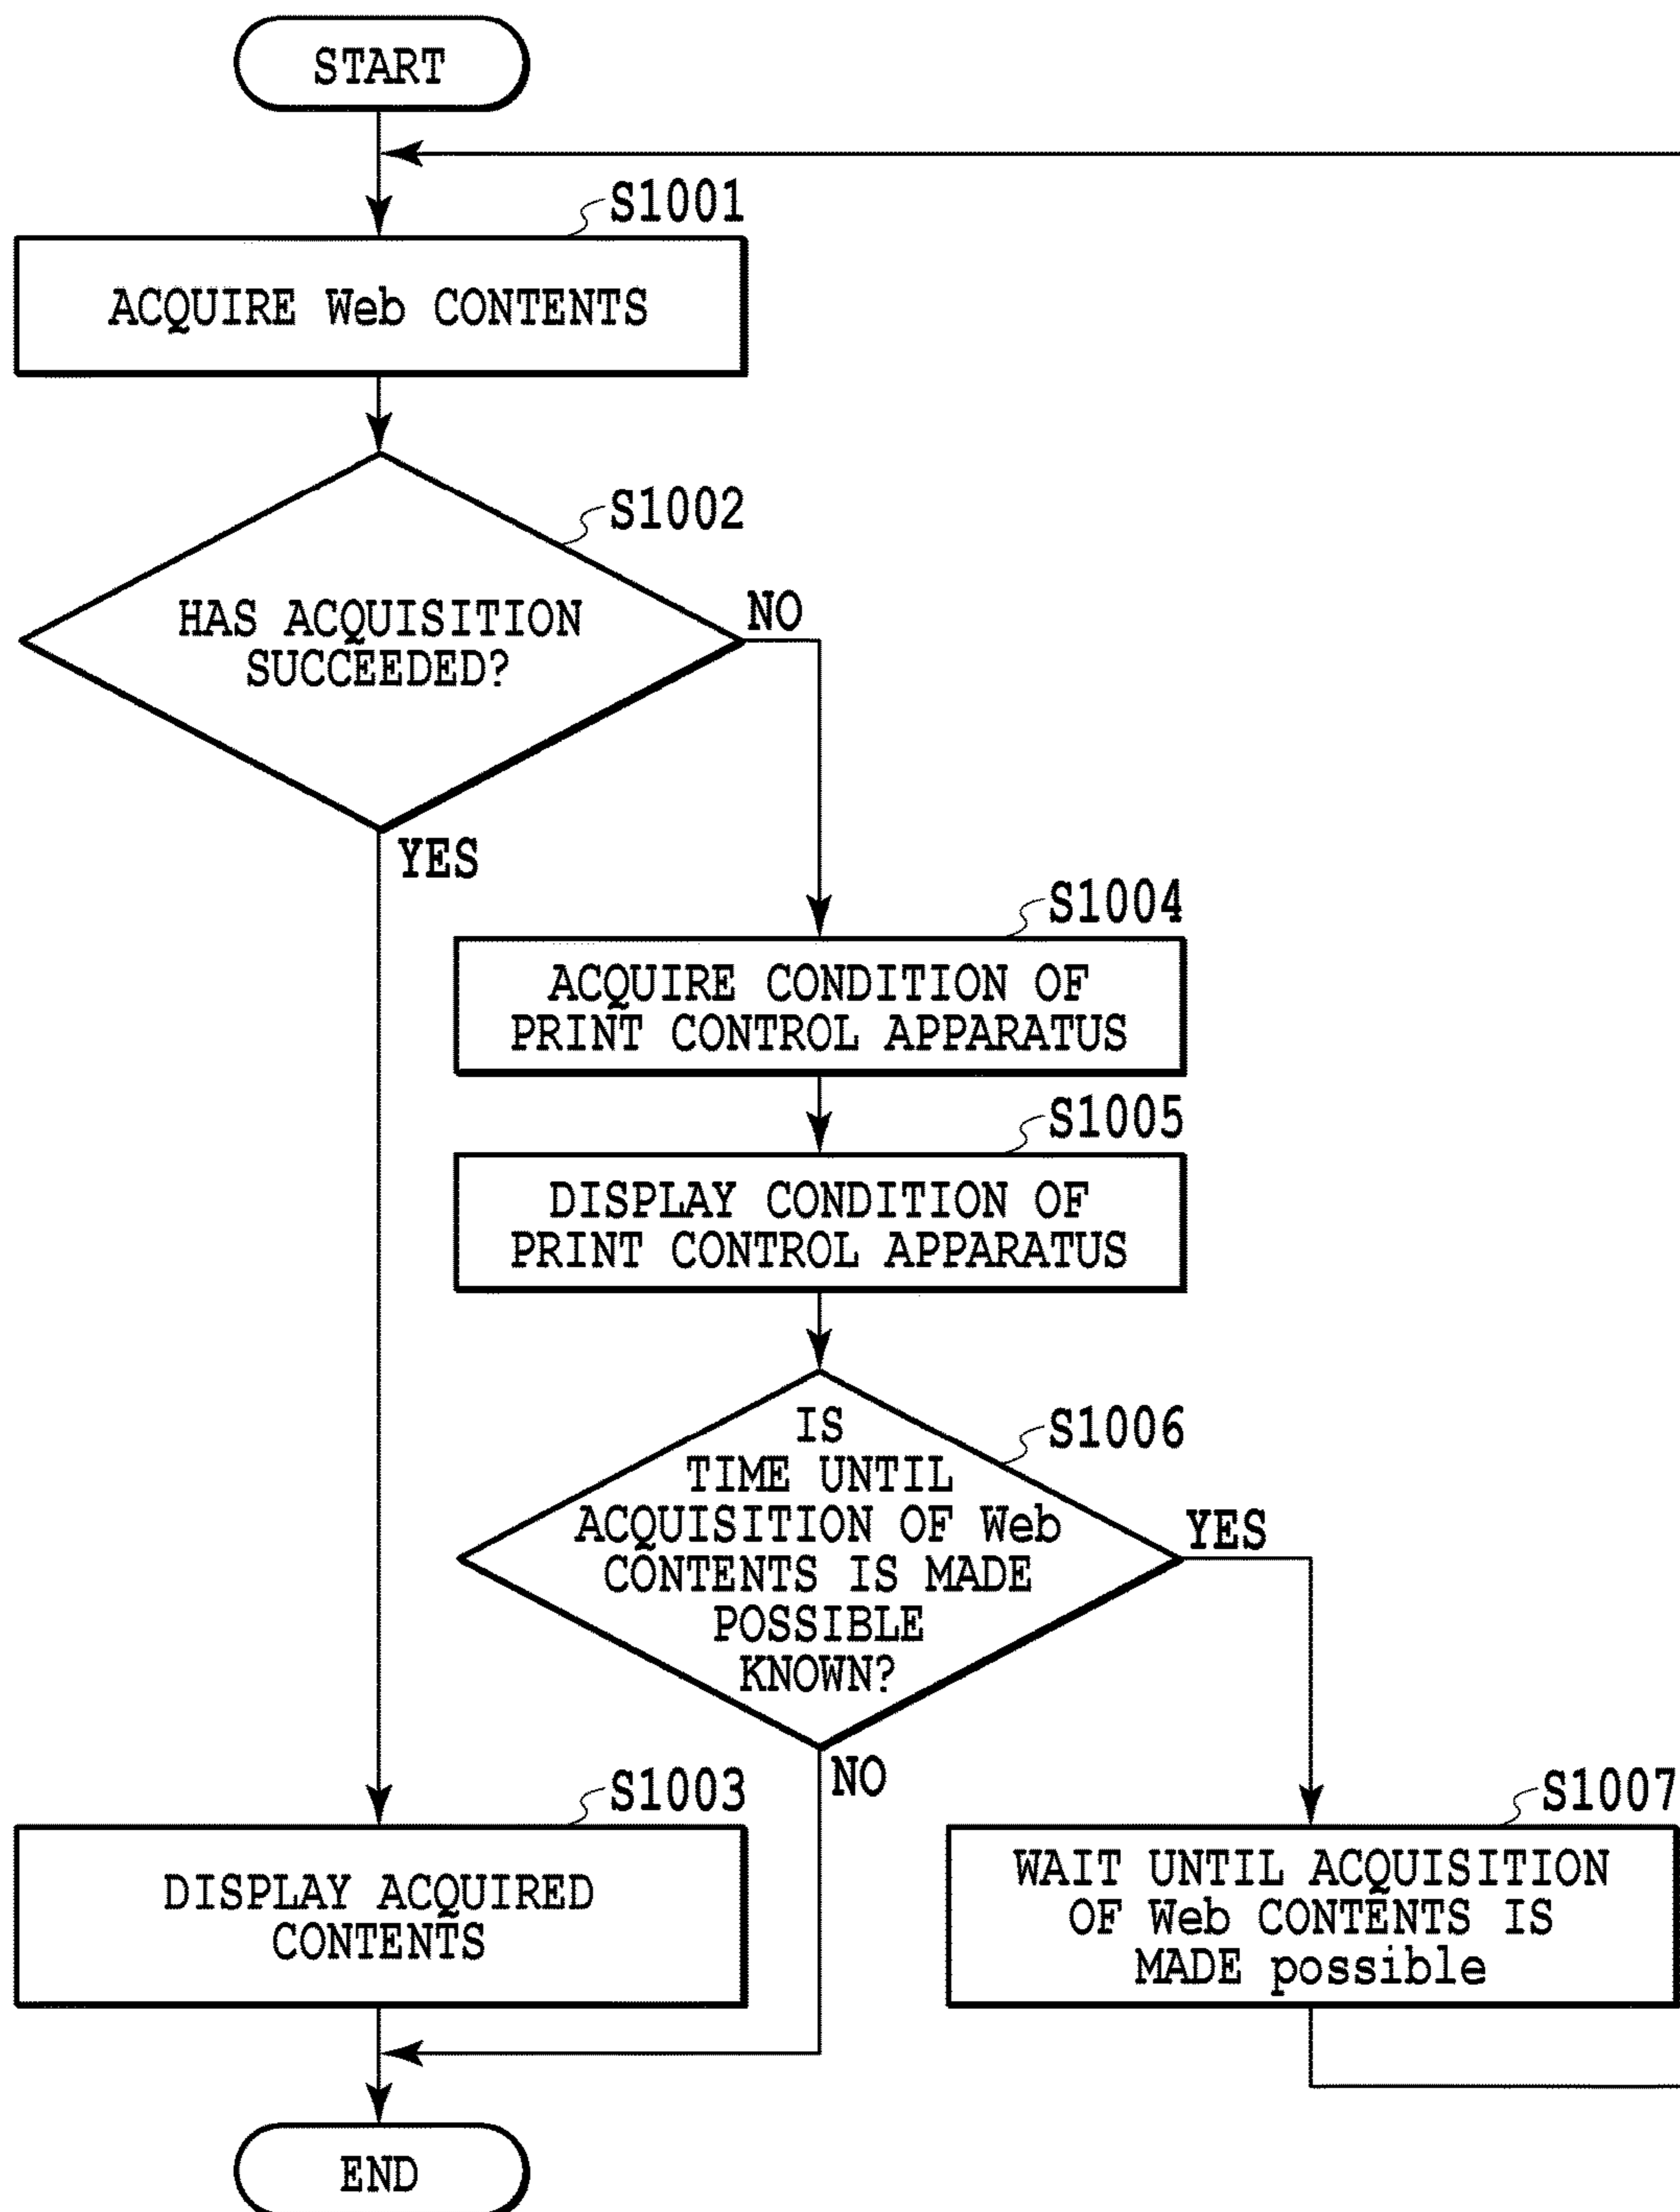 START
S1001
ACQUIRE Web CONTENTS
S1002
HAS ACQUISITION
SUCCEEDED?
NO
YES
S1004
ACQUIRE CONDITION OF
PRINT CONTROL APPARATUS
S1005
DISPLAY CONDITION OF
PRINT CONTROL APPARATUS
S1006
IS
TIME UNTIL
ACQUISITION OF Web
CONTENTS IS MADE
POSSIBLE
KNOWN?
YES
NO
S1003
DISPLAY ACQUIRED
CONTENTS
S1007
WAIT UNTIL ACQUISITION
OF Web CONTENTS IS
MADE possible
END